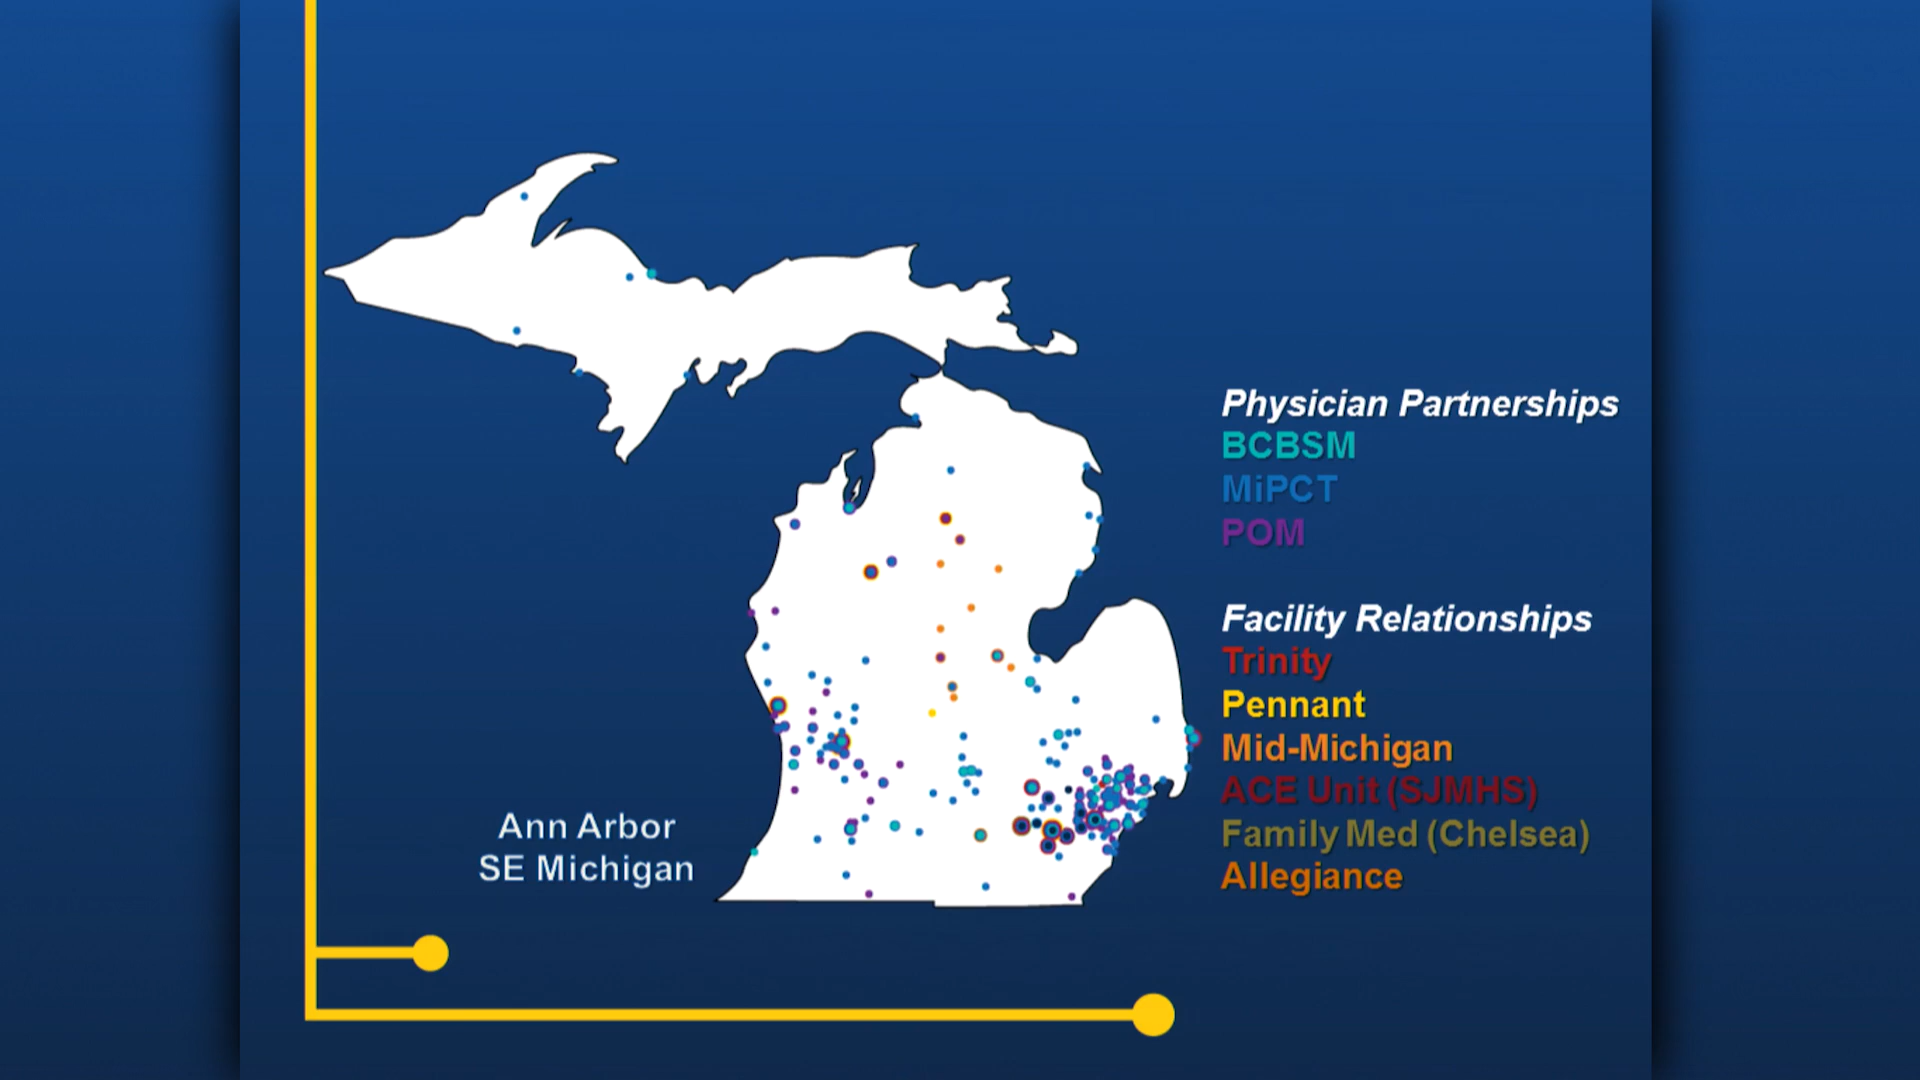 Physician Partnerships
BCBSM
MiPCT
POM
Facility Relationships
Trinity
Pennant
Mid-Michigan
ACE Unit (SJMHS)
Family Med (Chelsea)
Allegiance
Ann Arbor
SE Michigan